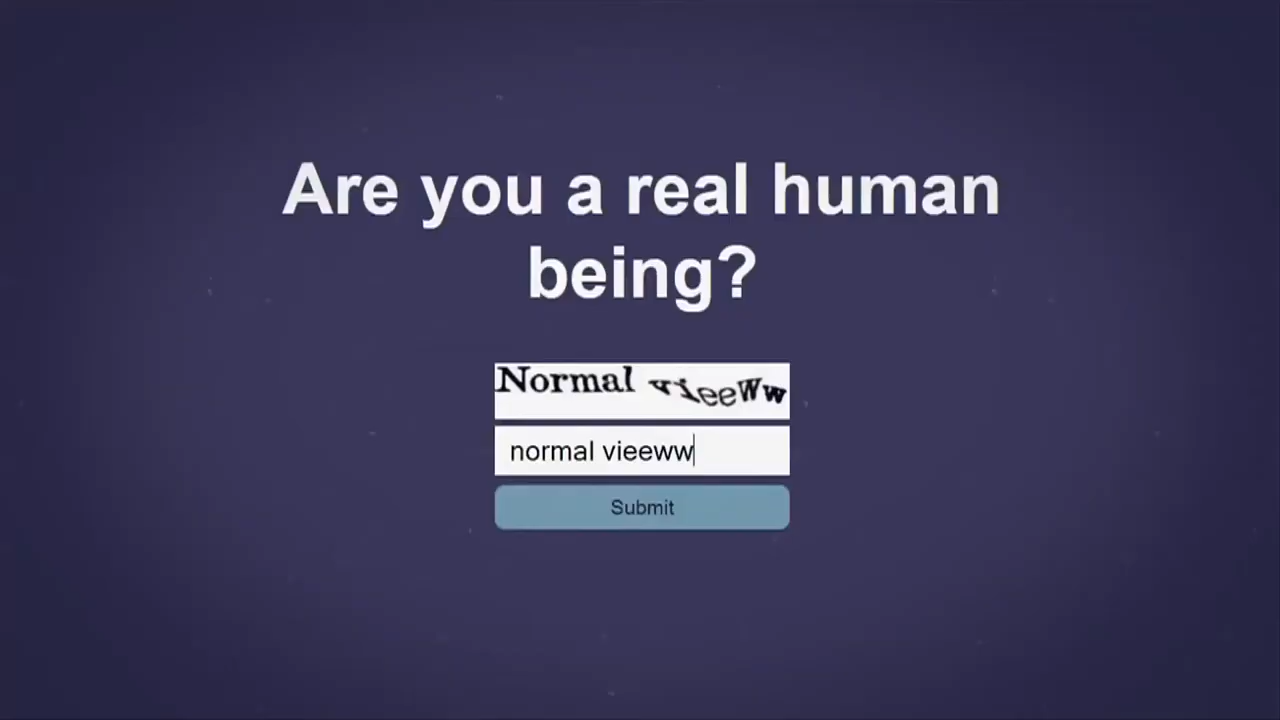 Are you a real human
being?
Normal vieeWw
normal vieeww
Submit